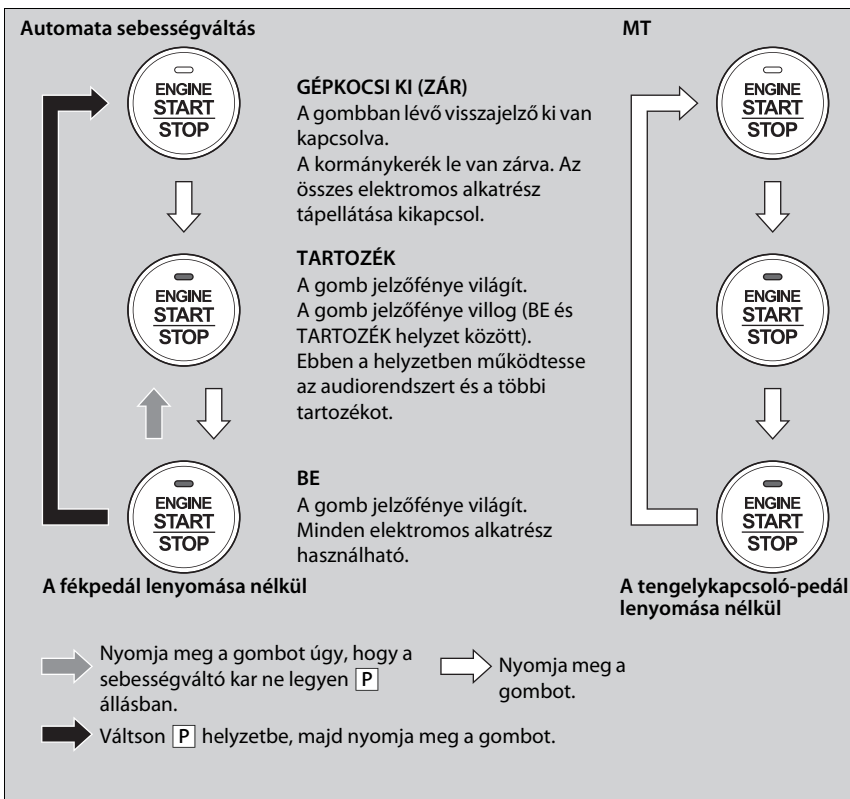 Automata sebességváltás
ENGINE
START
STOP
GÉPKOCSI KI (ZÁR)
A gombban lévő visszajelző ki van
kapcsolva.
A kormánykerék le van zárva. Az
összes elektromos alkatrész
tápellátása kikapcsol.
ENGINE
START
STOP
TARTOZÉK
A gomb jelzőfénye világít.
A gomb jelzőfénye villog (BE és
TARTOZÉK helyzet között).
Ebben a helyzetben működtesse
az audiorendszert és a többi
tartozékot.
ENGINE
START
STOP
BE
A gomb jelzőfénye világít.
Minden elektromos alkatrész
használható.
A fékpedál lenyomása nélkül
MT
ENGINE
START
STOP
ENGINE
START
STOP
ENGINE
START
STOP
A tengelykapcsoló-pedál
lenyomása nélkül
Nyomja meg a gombot úgy, hogy a
sebességváltó kar ne legyen P
állásban.
Nyomja meg a
gombot.
Váltson P helyzetbe, majd nyomja meg a gombot.